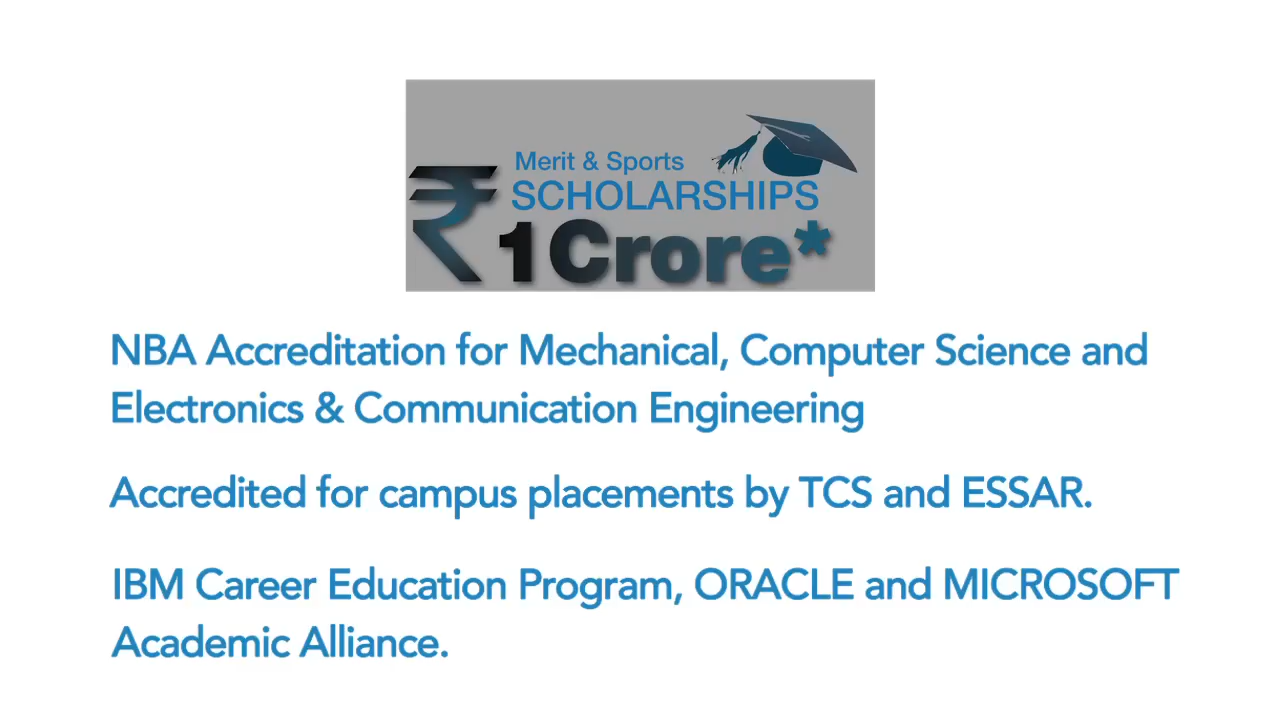 Merit & Sports
SCHOLARSHIPS
₹ 1Crore*
NBA Accreditation for Mechanical, Computer Science and
Electronics & Communication Engineering
Accredited for campus placements by TCS and ESSAR.
IBM Career Education Program, ORACLE and MICROSOFT
Academic Alliance.